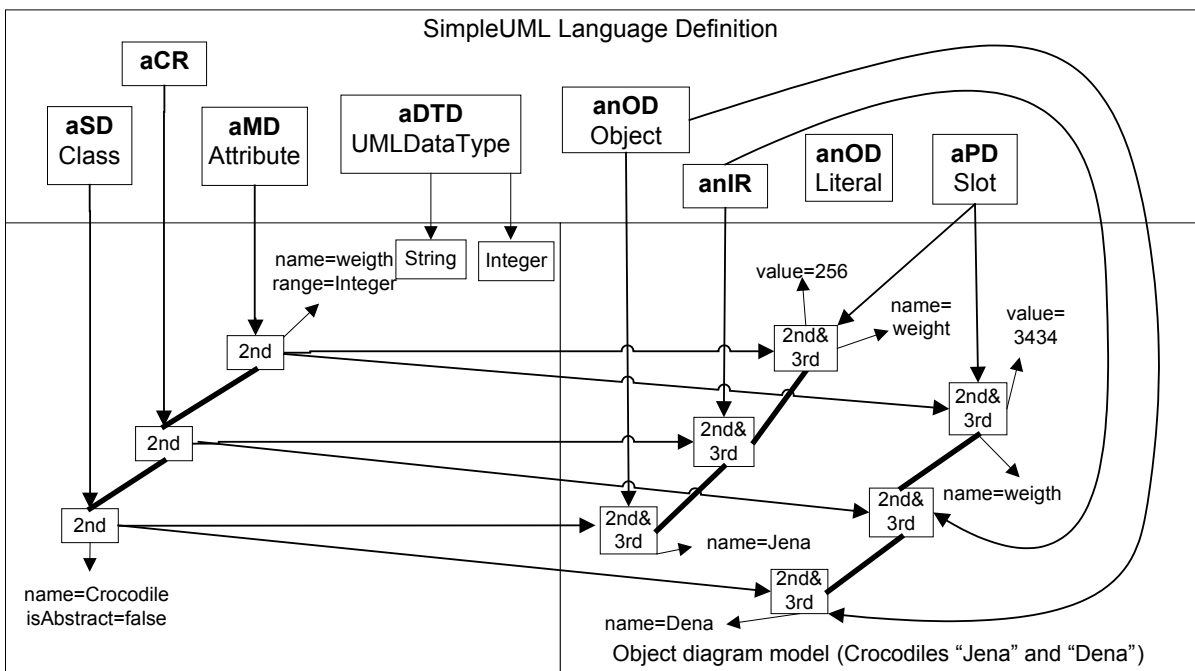 SimpleUML Language Definition
aCR
aSD
Class
aMD
Attribute
aDTD
UMLDataType
anOD
Object
anIR
anOD
Literal
aPD
Slot
String
Integer
name=weigth
range=Integer
value=256
name=
weight
value=
3434
2nd
2nd&
3rd
2nd&
3rd
2nd
2nd&
3rd
name=weigth
2nd&
3rd
2nd
2nd&
3rd
name=Jena
2nd&
3rd
name=Crocodile
isAbstract=false
name=Dena
Object diagram model (Crocodiles “Jena” and “Dena”)